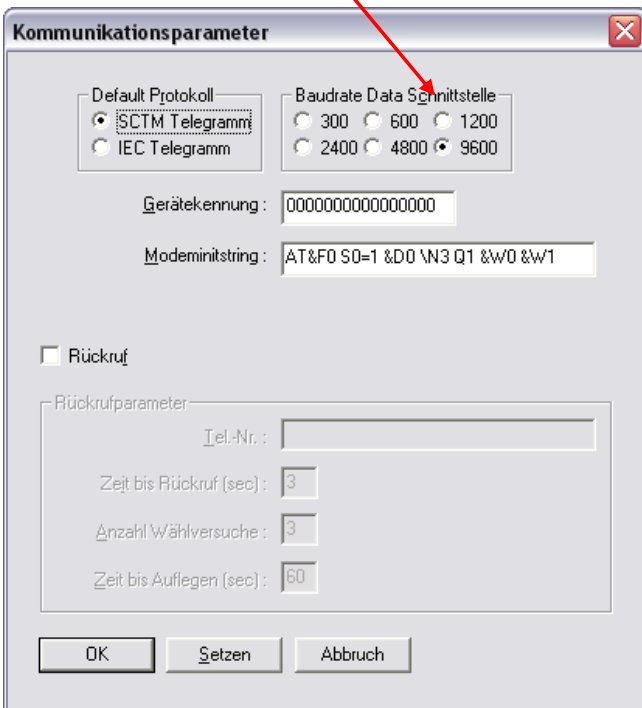 Kommunikationsparameter
Default Protokoll
SCTM Telegramm
IEC Telegramm
Baudrate Data Schnittstelle
300 600 1200
2400 4800 9600
Gerätekennung : 0000000000000000
Modeminitstring : AT&F0 S0=1 &D0 \N3 Q1 &W0 &W1
Rückruf
Rückrufparameter
Tel.-Nr. :
Zeit bis Rückruf (sec) : 3
Anzahl Wählversuche : 3
Zeit bis Auflegen (sec) : 60
OK Setzen Abbruch